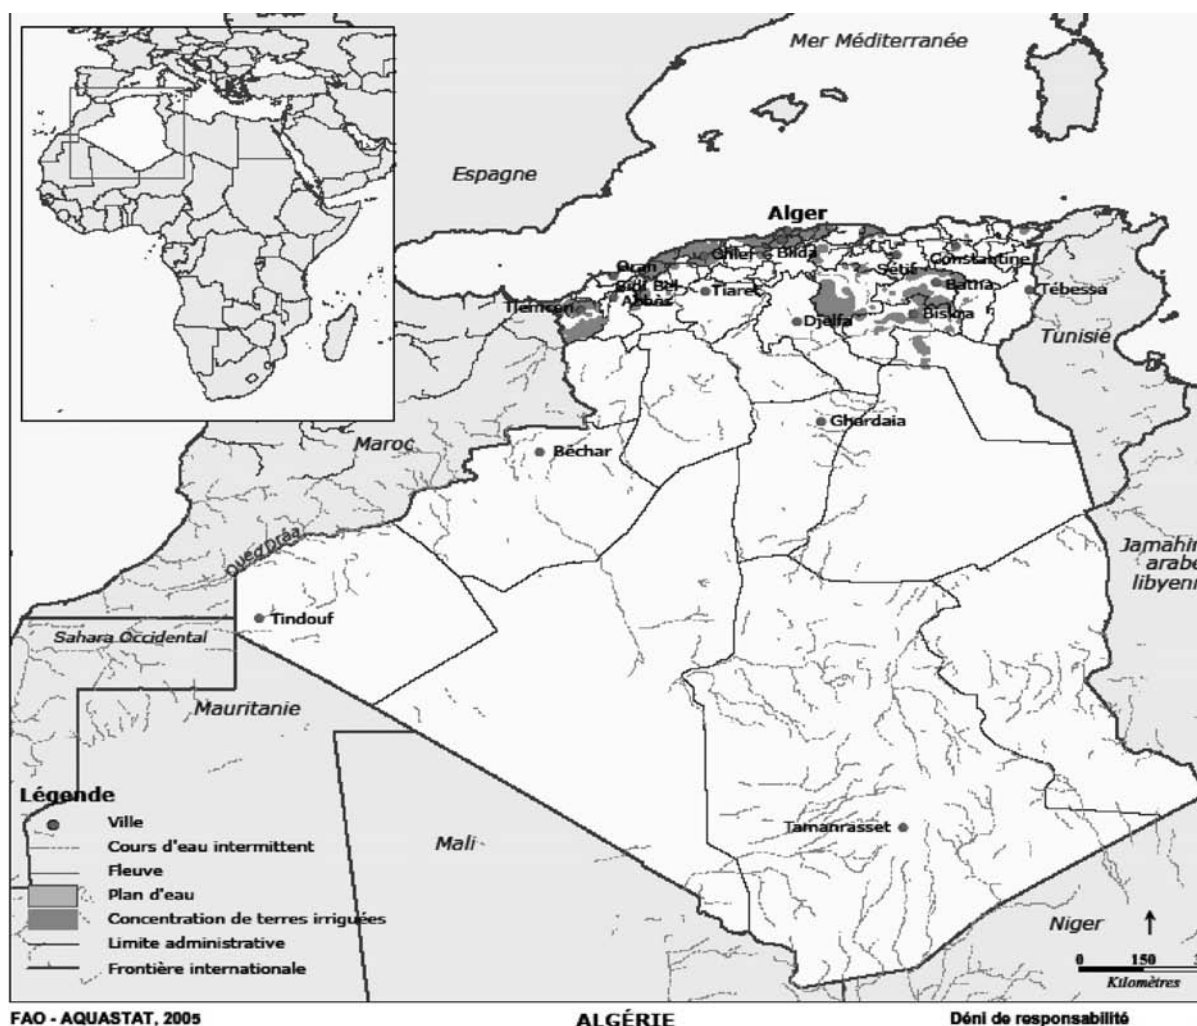 Mer Méditerranée
Espagne
Alger
Oran
Chlef
Blida
Constantine
Sétif
Sidi Bel
Abbès
Tiaret
Batna
Tébessa
Tlemcen
Djelfa
Biskra
Tunisie
Ghardaia
Maroc
Béchar
Oued Drâa
Jamahir
arabe
libyenn
Tindouf
Sahara Occidental
Mauritanie
Légende
Ville
Cours d'eau intermittent
Fleuve
Plan d'eau
Concentration de terres irriguées
Limite administrative
Frontière internationale
Tamanrasset
Mali
Niger
0 150 3
Kilomètres
FAO - AQUASTAT, 2005
ALGÉRIE
Déni de responsabilité